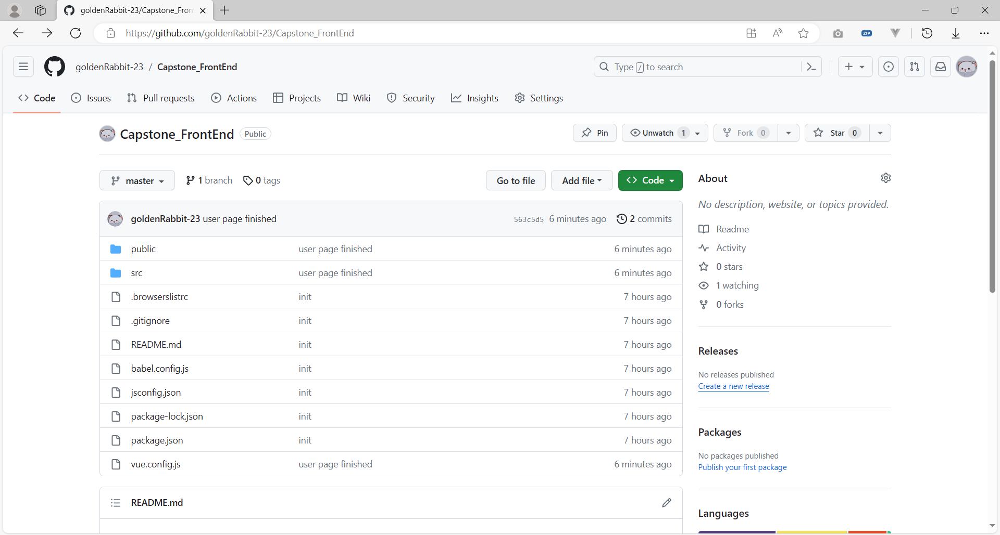 goldenRabbit-23/Capstone_Fron
https://github.com/goldenRabbit-23/Capstone_FrontEnd
ZIP
goldenRabbit-23 / Capstone_FrontEnd
Type / to search
Code Issues Pull requests Actions Projects Wiki Security Insights Settings
Capstone_FrontEnd Public
Pin Unwatch 1 Fork 0 Star 0
master 1 branch 0 tags Go to file Add file Code
goldenRabbit-23 user page finished 563c5d5 6 minutes ago 2 commits
public user page finished 6 minutes ago
src user page finished 6 minutes ago
.browserslistrc init 7 hours ago
.gitignore init 7 hours ago
README.md init 7 hours ago
babel.config.js init 7 hours ago
jsconfig.json init 7 hours ago
package-lock.json init 7 hours ago
package.json init 7 hours ago
vue.config.js user page finished 6 minutes ago
README.md
About
No description, website, or topics provided.
Readme
Activity
0 stars
1 watching
0 forks
Releases
No releases published
Create a new release
Packages
No packages published
Publish your first package
Languages